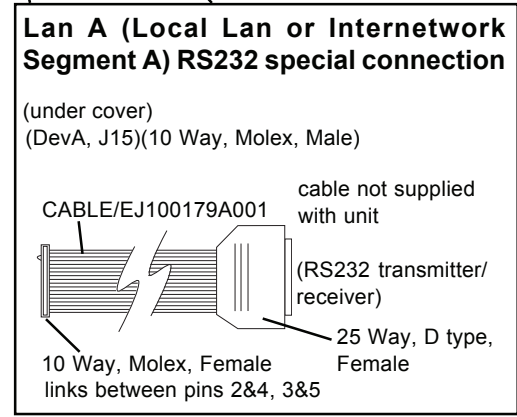 Lan A (Local Lan or Internetwork
Segment A) RS232 special connection
(under cover)
(DevA, J15)(10 Way, Molex, Male)
cable not supplied
with unit
CABLE/EJ100179A001
(RS232 transmitter/
receiver)
25 Way, D type,
Female
10 Way, Molex, Female
links between pins 2&4, 3&5